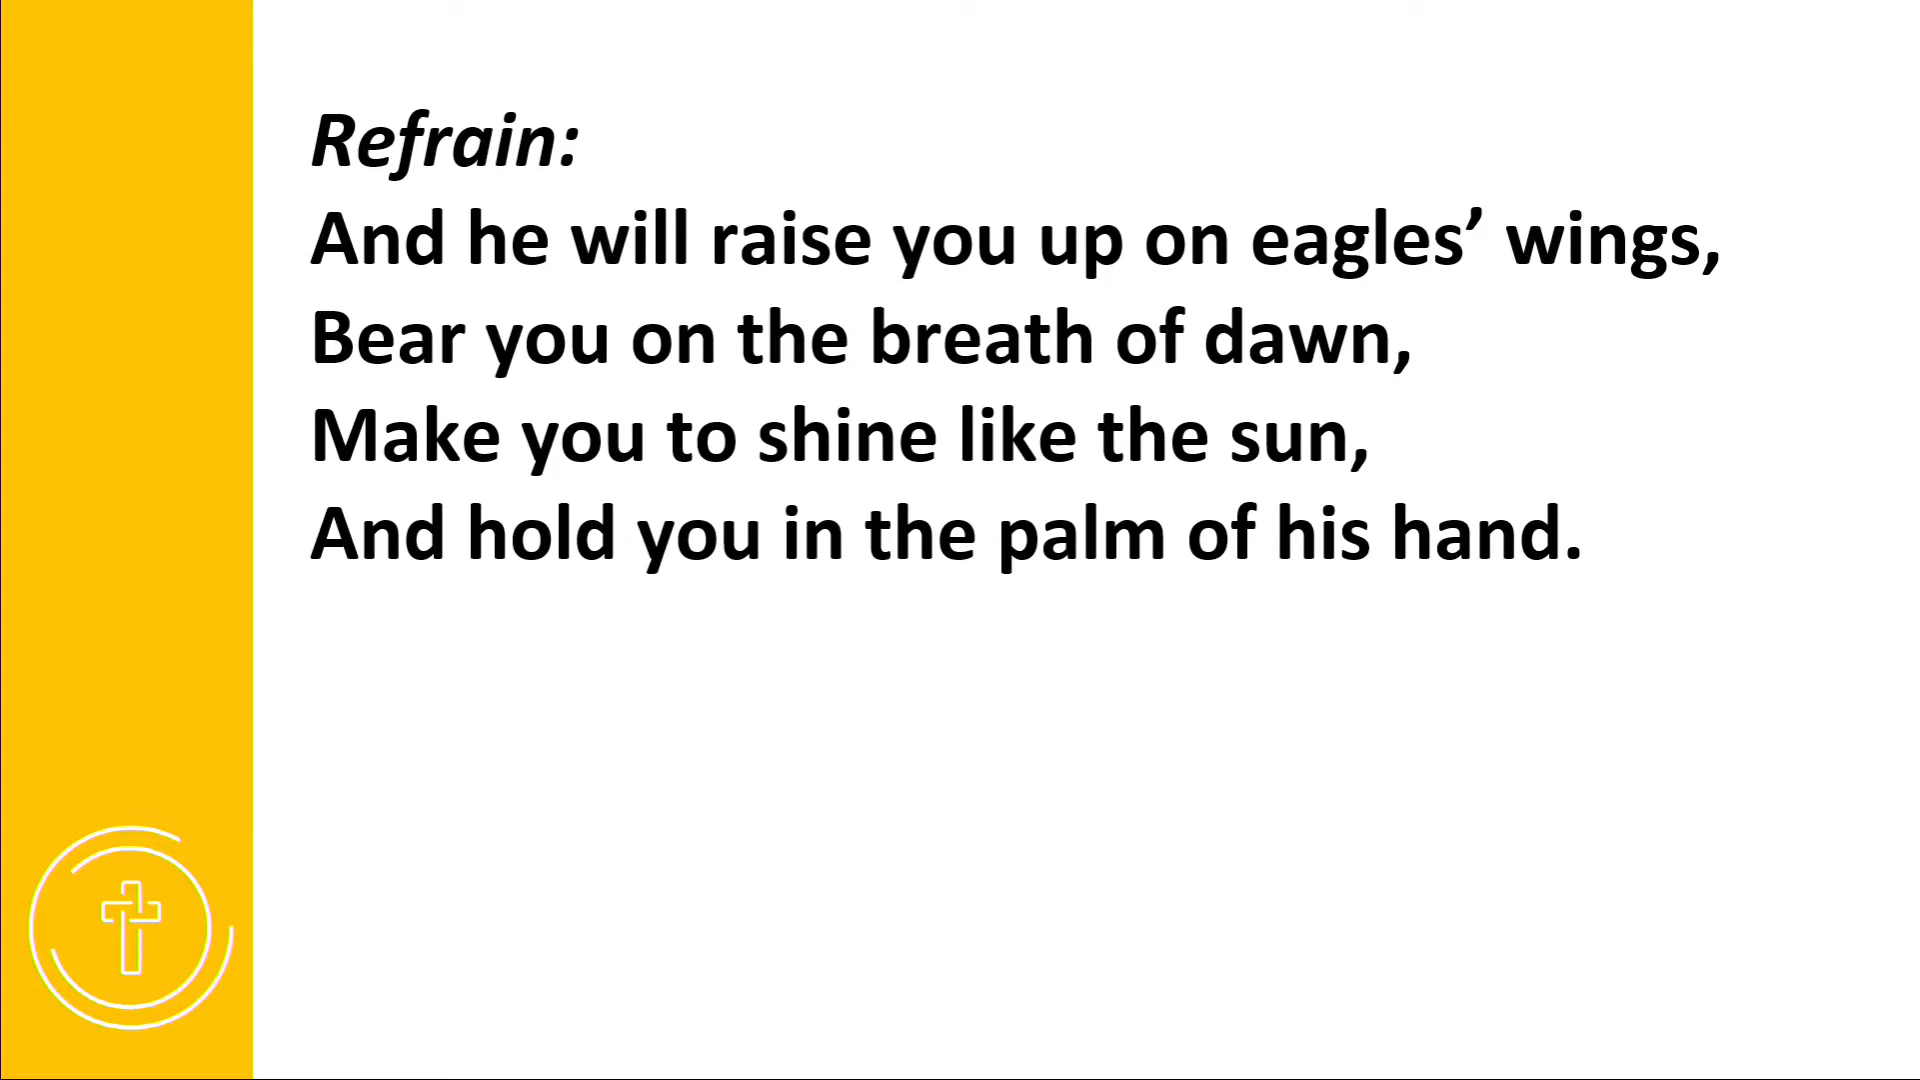 Refrain:
And he will raise you up on eagles’ wings,
Bear you on the breath of dawn,
Make you to shine like the sun,
And hold you in the palm of his hand.